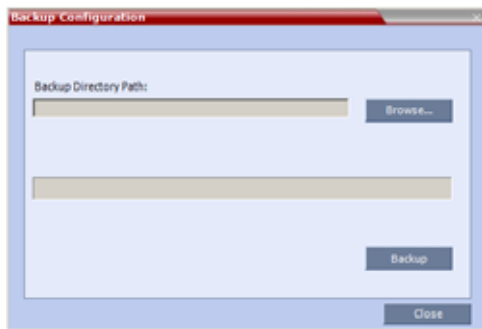 Backup Configuration
Backup Directory Path:
Browse...
Backup
Close